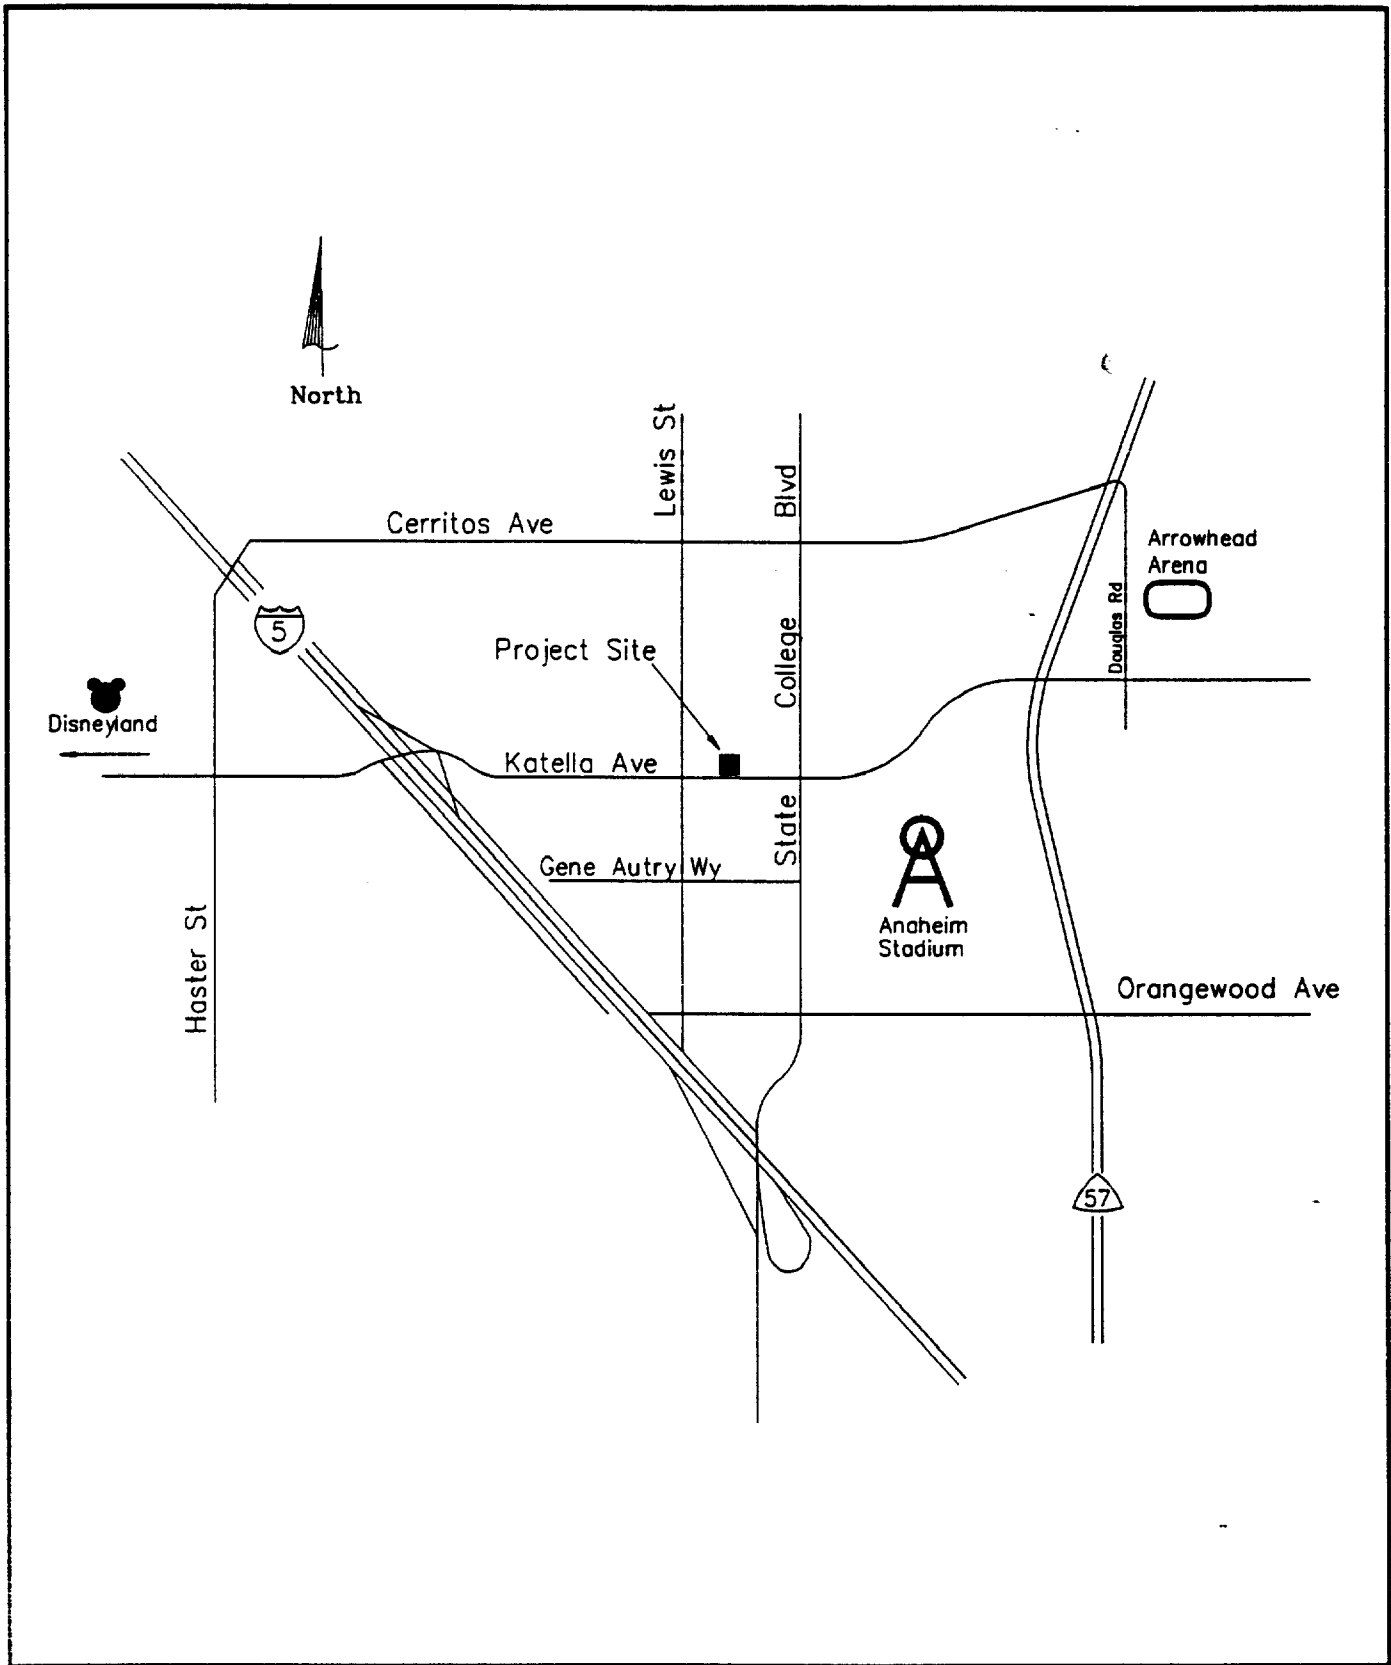 North
Lewis St
State College Blvd
Cerritos Ave
Arrowhead
Arena
Douglas Rd
5
Project Site
Disneyland
Katella Ave
Gene Autry Wy
Anaheim
Stadium
Haster St
Orangewood Ave
57